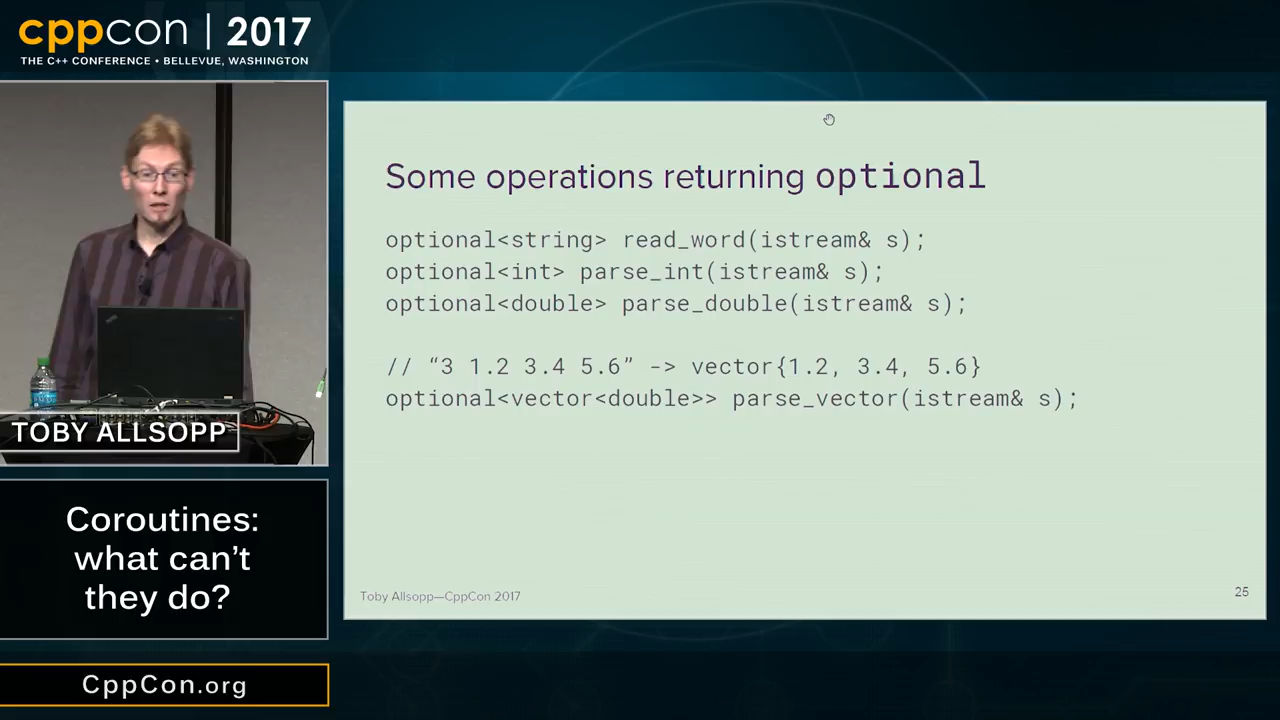 cppcon | 2017
THE C++ CONFERENCE • BELLEVUE, WASHINGTON
Some operations returning optional
optional<string> read_word(istream& s);
optional<int> parse_int(istream& s);
optional<double> parse_double(istream& s);
// “3 1.2 3.4 5.6” -> vector{1.2, 3.4, 5.6}
optional<vector<double>> parse_vector(istream& s);
Toby Allsopp—CppCon 2017
25
TOBY ALLSOPP
Coroutines:
what can’t
they do?
CppCon.org